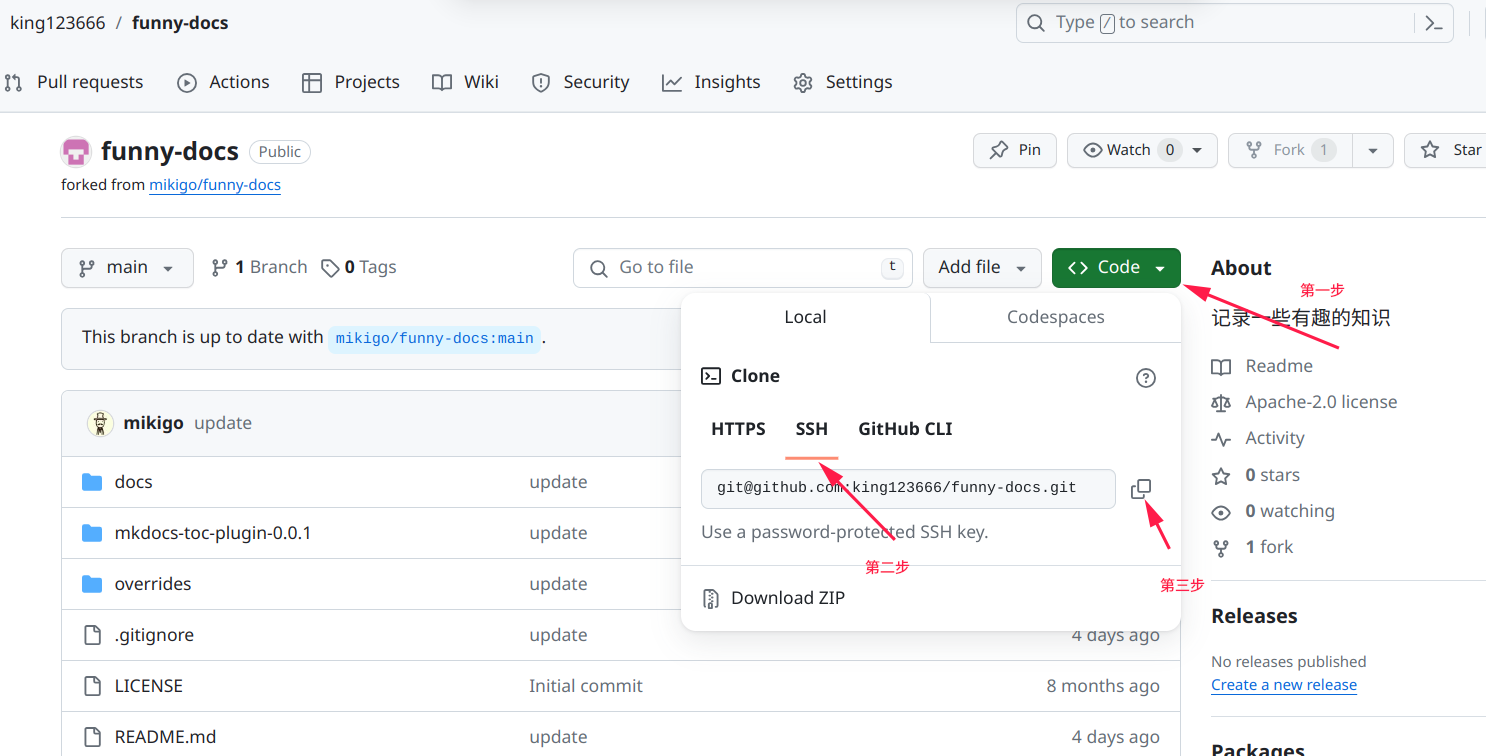 king123666 / funny-docs
Type / to search
Pull requests Actions Projects Wiki Security Insights Settings
funny-docs Public
Pin Watch 0 Fork 1 Star
forked from mikigo/funny-docs
main 1 Branch 0 Tags Go to file t Add file Code
About
第一步
记录一些有趣的知识
Local Codespaces
This branch is up to date with mikigo/funny-docs:main .
Clone
Readme
Apache-2.0 license
mikigo update
HTTPS SSH GitHub CLI
Activity
docs update
git@github.com:king123666/funny-docs.git
0 stars
0 watching
mkdocs-toc-plugin-0.0.1 update
Use a password-protected SSH key.
1 fork
第二步
第三步
overrides update
Download ZIP
Releases
.gitignore update 4 days ago
No releases published
LICENSE Initial commit 8 months ago
Create a new release
README.md update 4 days ago
Packages